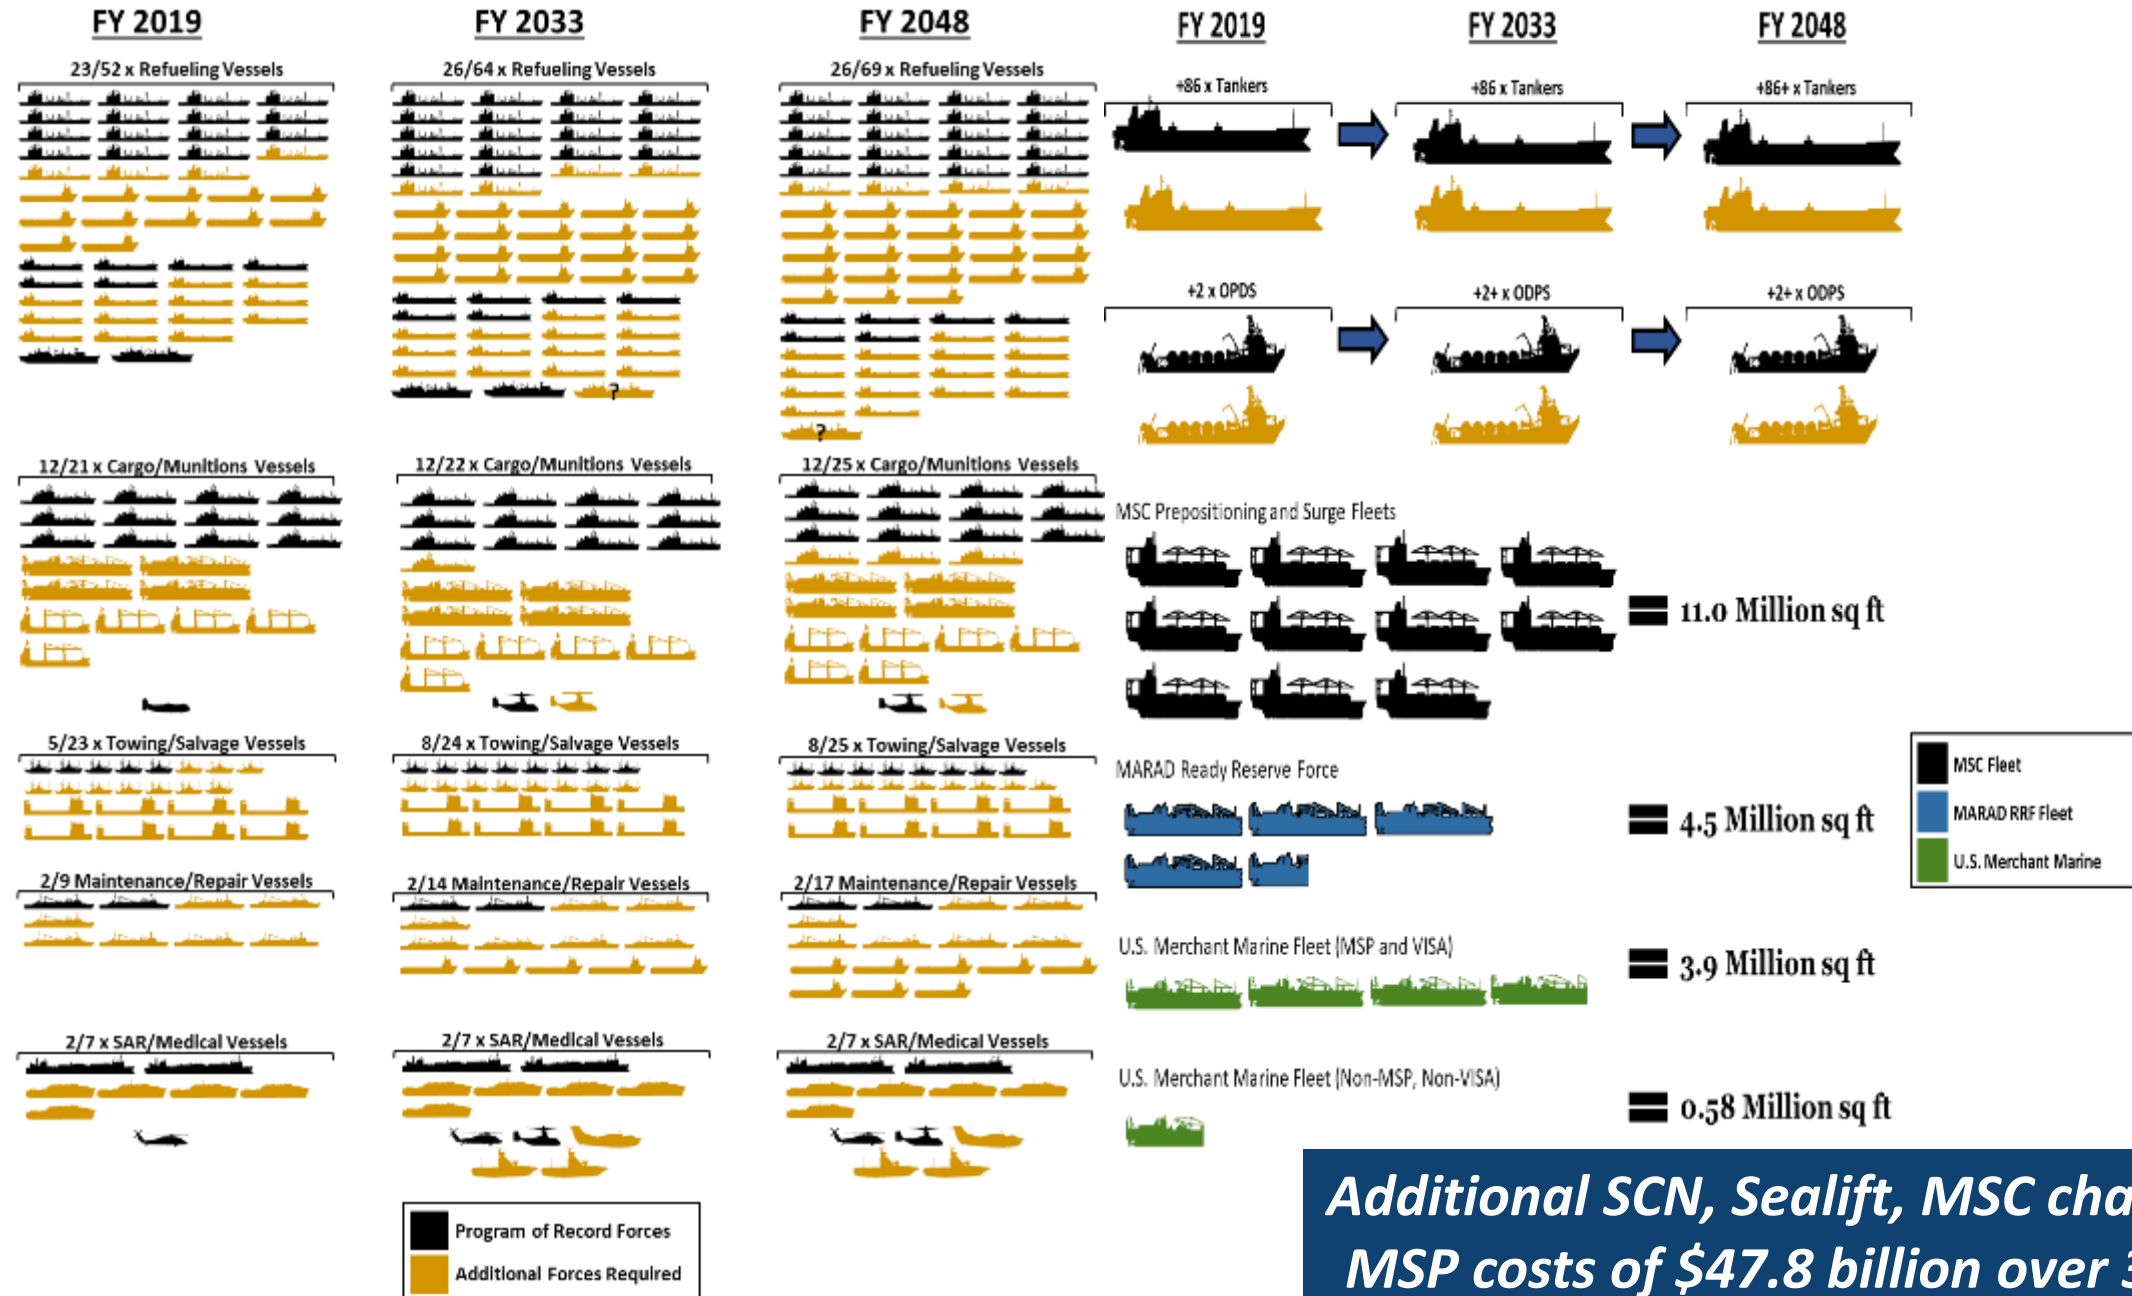 FY 2019
FY 2033
FY 2048
23/52 x Refueling Vessels
26/64 x Refueling Vessels
26/69 x Refueling Vessels
?
?
12/21 x Cargo/Munitions Vessels
12/22 x Cargo/Munitions Vessels
12/25 x Cargo/Munitions Vessels
5/23 x Towing/Salvage Vessels
8/24 x Towing/Salvage Vessels
8/25 x Towing/Salvage Vessels
2/9 Maintenance/Repair Vessels
2/14 Maintenance/Repair Vessels
2/17 Maintenance/Repair Vessels
2/7 x SAR/Medical Vessels
2/7 x SAR/Medical Vessels
2/7 x SAR/Medical Vessels
Program of Record Forces
Additional Forces Required
FY 2019
FY 2033
FY 2048
+86 x Tankers
+86 x Tankers
+86+ x Tankers
+2 x OPDS
+2+ x ODPS
+2+ x ODPS
MSC Prepositioning and Surge Fleets
= 11.0 Million sq ft
MARAD Ready Reserve Force
= 4.5 Million sq ft
U.S. Merchant Marine Fleet (MSP and VISA)
= 3.9 Million sq ft
U.S. Merchant Marine Fleet (Non-MSP, Non-VISA)
= 0.58 Million sq ft
MSC Fleet
MARAD RRF Fleet
U.S. Merchant Marine
Additional SCN, Sealift, MSC cha
MSP costs of $47.8 billion over 3